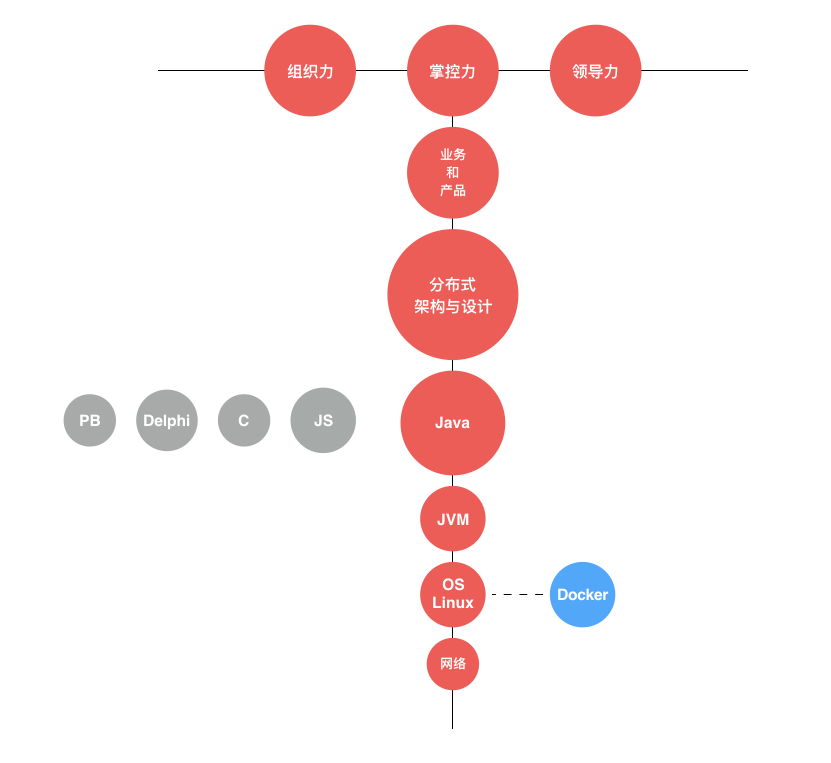 组织力
掌控力
领导力
业务
和
产品
分布式
架构与设计
PB
Delphi
C
JS
Java
JVM
OS
Linux
Docker
网络